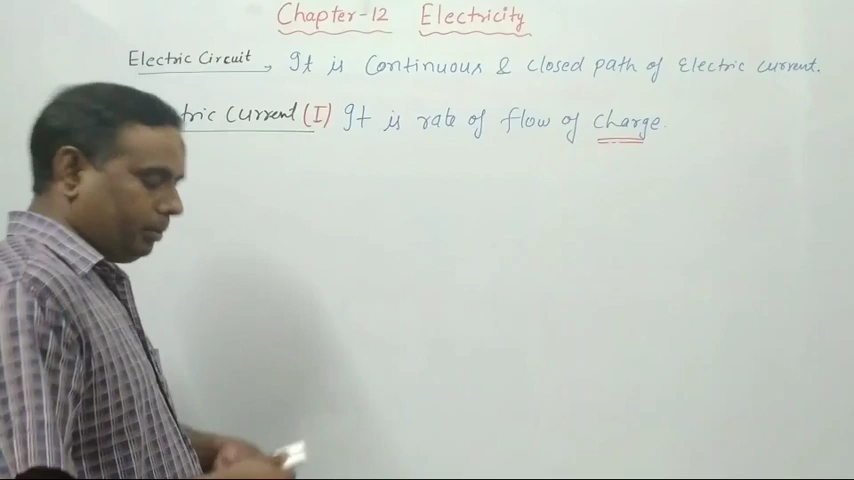 Chapter-12 Electricity
Electric Circuit, It is Continuous & closed path of Electric current.
tric Current (I) It is rate of flow of charge.